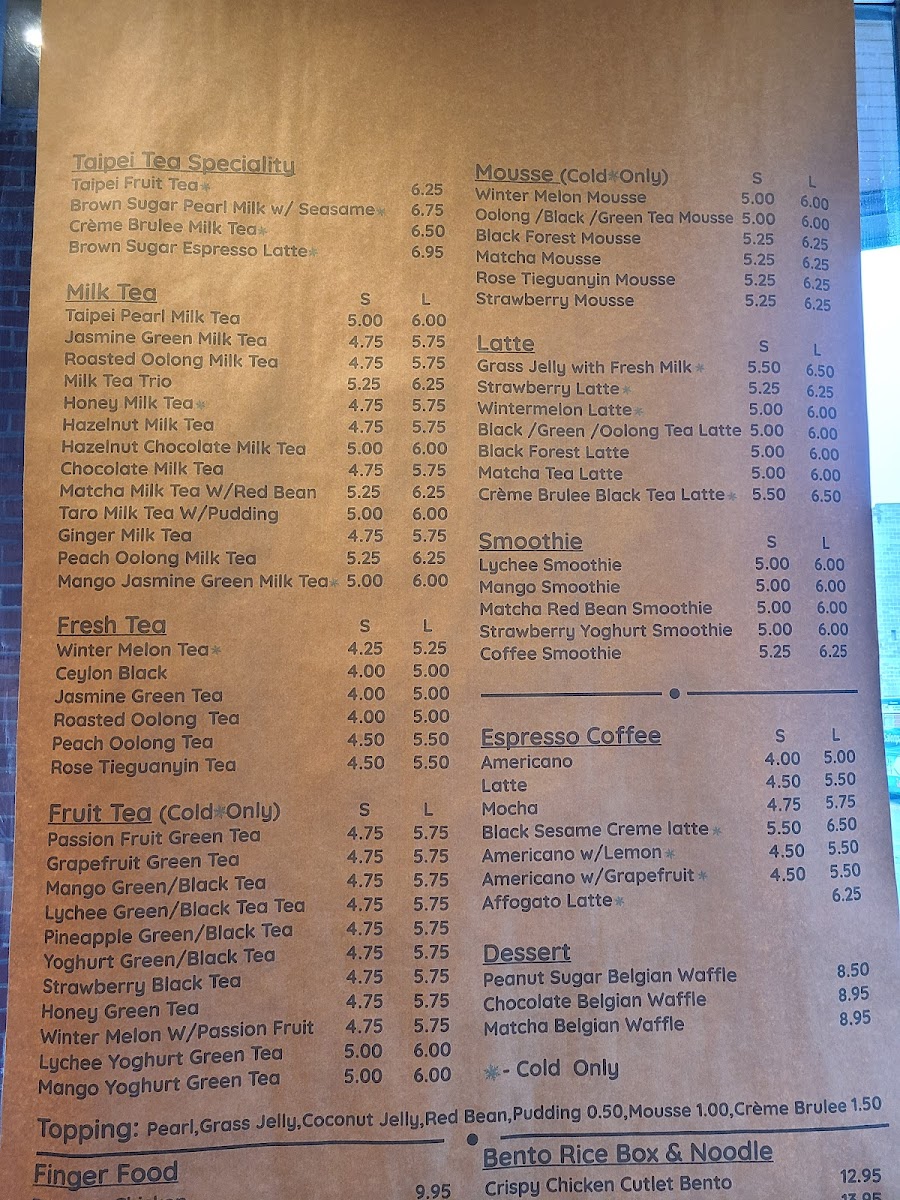 Taipei Tea Speciality
Taipei Fruit Tea* 6.25
Brown Sugar Pearl Milk w/ Seasame* 6.75
Crème Brulee Milk Tea* 6.50
Brown Sugar Espresso Latte* 6.95
Milk Tea S L
Taipei Pearl Milk Tea 5.00 6.00
Jasmine Green Milk Tea 4.75 5.75
Roasted Oolong Milk Tea 4.75 5.75
Milk Tea Trio 5.25 6.25
Honey Milk Tea* 4.75 5.75
Hazelnut Milk Tea 4.75 5.75
Hazelnut Chocolate Milk Tea 5.00 6.00
Chocolate Milk Tea 4.75 5.75
Matcha Milk Tea W/Red Bean 5.25 6.25
Taro Milk Tea W/Pudding 5.00 6.00
Ginger Milk Tea 4.75 5.75
Peach Oolong Milk Tea 5.25 6.25
Mango Jasmine Green Milk Tea* 5.00 6.00
Fresh Tea S L
Winter Melon Tea* 4.25 5.25
Ceylon Black 4.00 5.00
Jasmine Green Tea 4.00 5.00
Roasted Oolong Tea 4.00 5.00
Peach Oolong Tea 4.50 5.50
Rose Tieguanyin Tea 4.50 5.50
Fruit Tea (Cold*Only) S L
Passion Fruit Green Tea 4.75 5.75
Grapefruit Green Tea 4.75 5.75
Mango Green/Black Tea 4.75 5.75
Lychee Green/Black Tea Tea 4.75 5.75
Pineapple Green/Black Tea 4.75 5.75
Yoghurt Green/Black Tea 4.75 5.75
Strawberry Black Tea 4.75 5.75
Honey Green Tea 4.75 5.75
Winter Melon W/Passion Fruit 4.75 5.75
Lychee Yoghurt Green Tea 5.00 6.00
Mango Yoghurt Green Tea 5.00 6.00
Mousse (Cold*Only) S L
Winter Melon Mousse 5.00 6.00
Oolong /Black /Green Tea Mousse 5.00 6.00
Black Forest Mousse 5.25 6.25
Matcha Mousse 5.25 6.25
Rose Tieguanyin Mousse 5.25 6.25
Strawberry Mousse 5.25 6.25
Latte S L
Grass Jelly with Fresh Milk* 5.50 6.50
Strawberry Latte* 5.25 6.25
Wintermelon Latte* 5.00 6.00
Black /Green /Oolong Tea Latte 5.00 6.00
Black Forest Latte 5.00 6.00
Matcha Tea Latte 5.00 6.00
Crème Brulee Black Tea Latte* 5.50 6.50
Smoothie S L
Lychee Smoothie 5.00 6.00
Mango Smoothie 5.00 6.00
Matcha Red Bean Smoothie 5.00 6.00
Strawberry Yoghurt Smoothie 5.00 6.00
Coffee Smoothie 5.25 6.25
Espresso Coffee S L
Americano 4.00 5.00
Latte 4.50 5.50
Mocha 4.75 5.75
Black Sesame Creme latte* 5.50 6.50
Americano w/Lemon* 4.50 5.50
Americano w/Grapefruit* 4.50 5.50
Affogato Latte* 6.25
Dessert
Peanut Sugar Belgian Waffle 8.50
Chocolate Belgian Waffle 8.95
Matcha Belgian Waffle 8.95
*- Cold Only
Topping: Pearl,Grass Jelly,Coconut Jelly,Red Bean,Pudding 0.50,Mousse 1.00,Crème Brulee 1.50
Finger Food
Chicken 9.95
Bento Rice Box & Noodle
Crispy Chicken Cutlet Bento 12.95
13.95